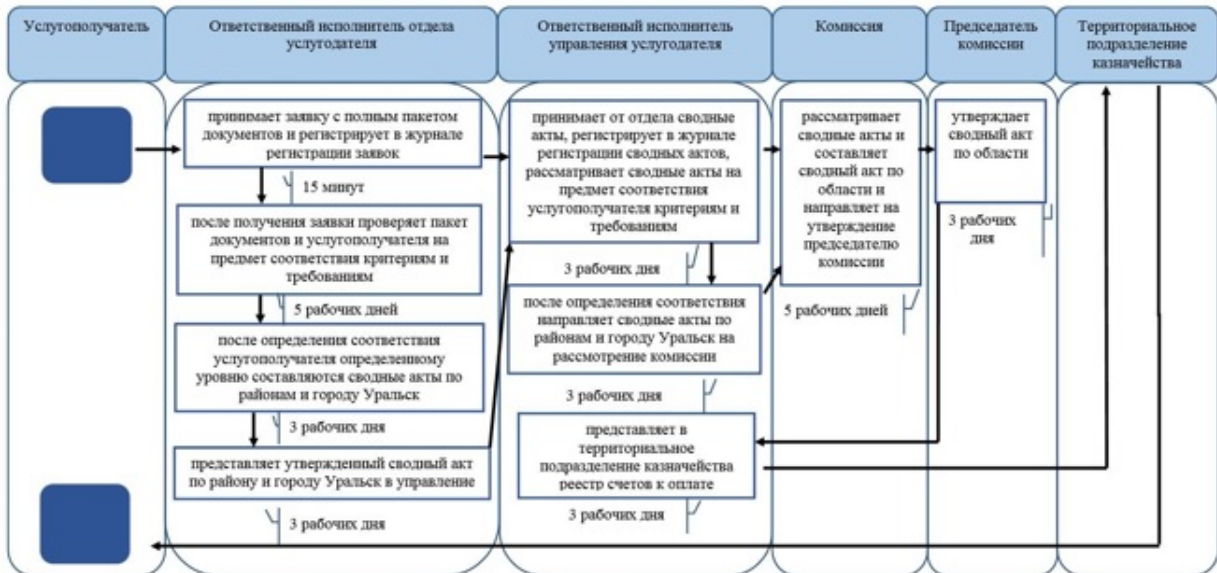 Услугополучатель
Ответственный исполнитель отдела
услугодателя
Ответственный исполнитель
управления услугодателя
Комиссия
Председатель
комиссии
Территориальное
подразделение
казначейства
принимает заявку с полным пакетом
документов и регистрирует в журнале
регистрации заявок
15 минут
после получения заявки проверяет пакет
документов и услугополучателя на
предмет соответствия критериям и
требованиям
5 рабочих дней
после определения соответствия
услугополучателя определенному
уровню составляются сводные акты по
районам и городу Уральск
3 рабочих дня
представляет утвержденный сводный акт
по району и городу Уральск в управление
3 рабочих дня
принимает от отдела сводные
акты, регистрирует в журнале
регистрации сводных актов,
рассматривает сводные акты на
предмет соответствия
услугополучателя критериям и
требованиям
3 рабочих дня
после определения соответствия
направляет сводные акты по
районам и городу Уральск на
рассмотрение комиссии
3 рабочих дня
представляет в
территориальное
подразделение казначейства
реестр счетов к оплате
3 рабочих дня
рассматривает
сводные акты и
составляет
сводный акт по
области и
направляет на
утверждение
председателю
комиссии
5 рабочих дней
утверждает
сводный акт
по области
3 рабочих
дня